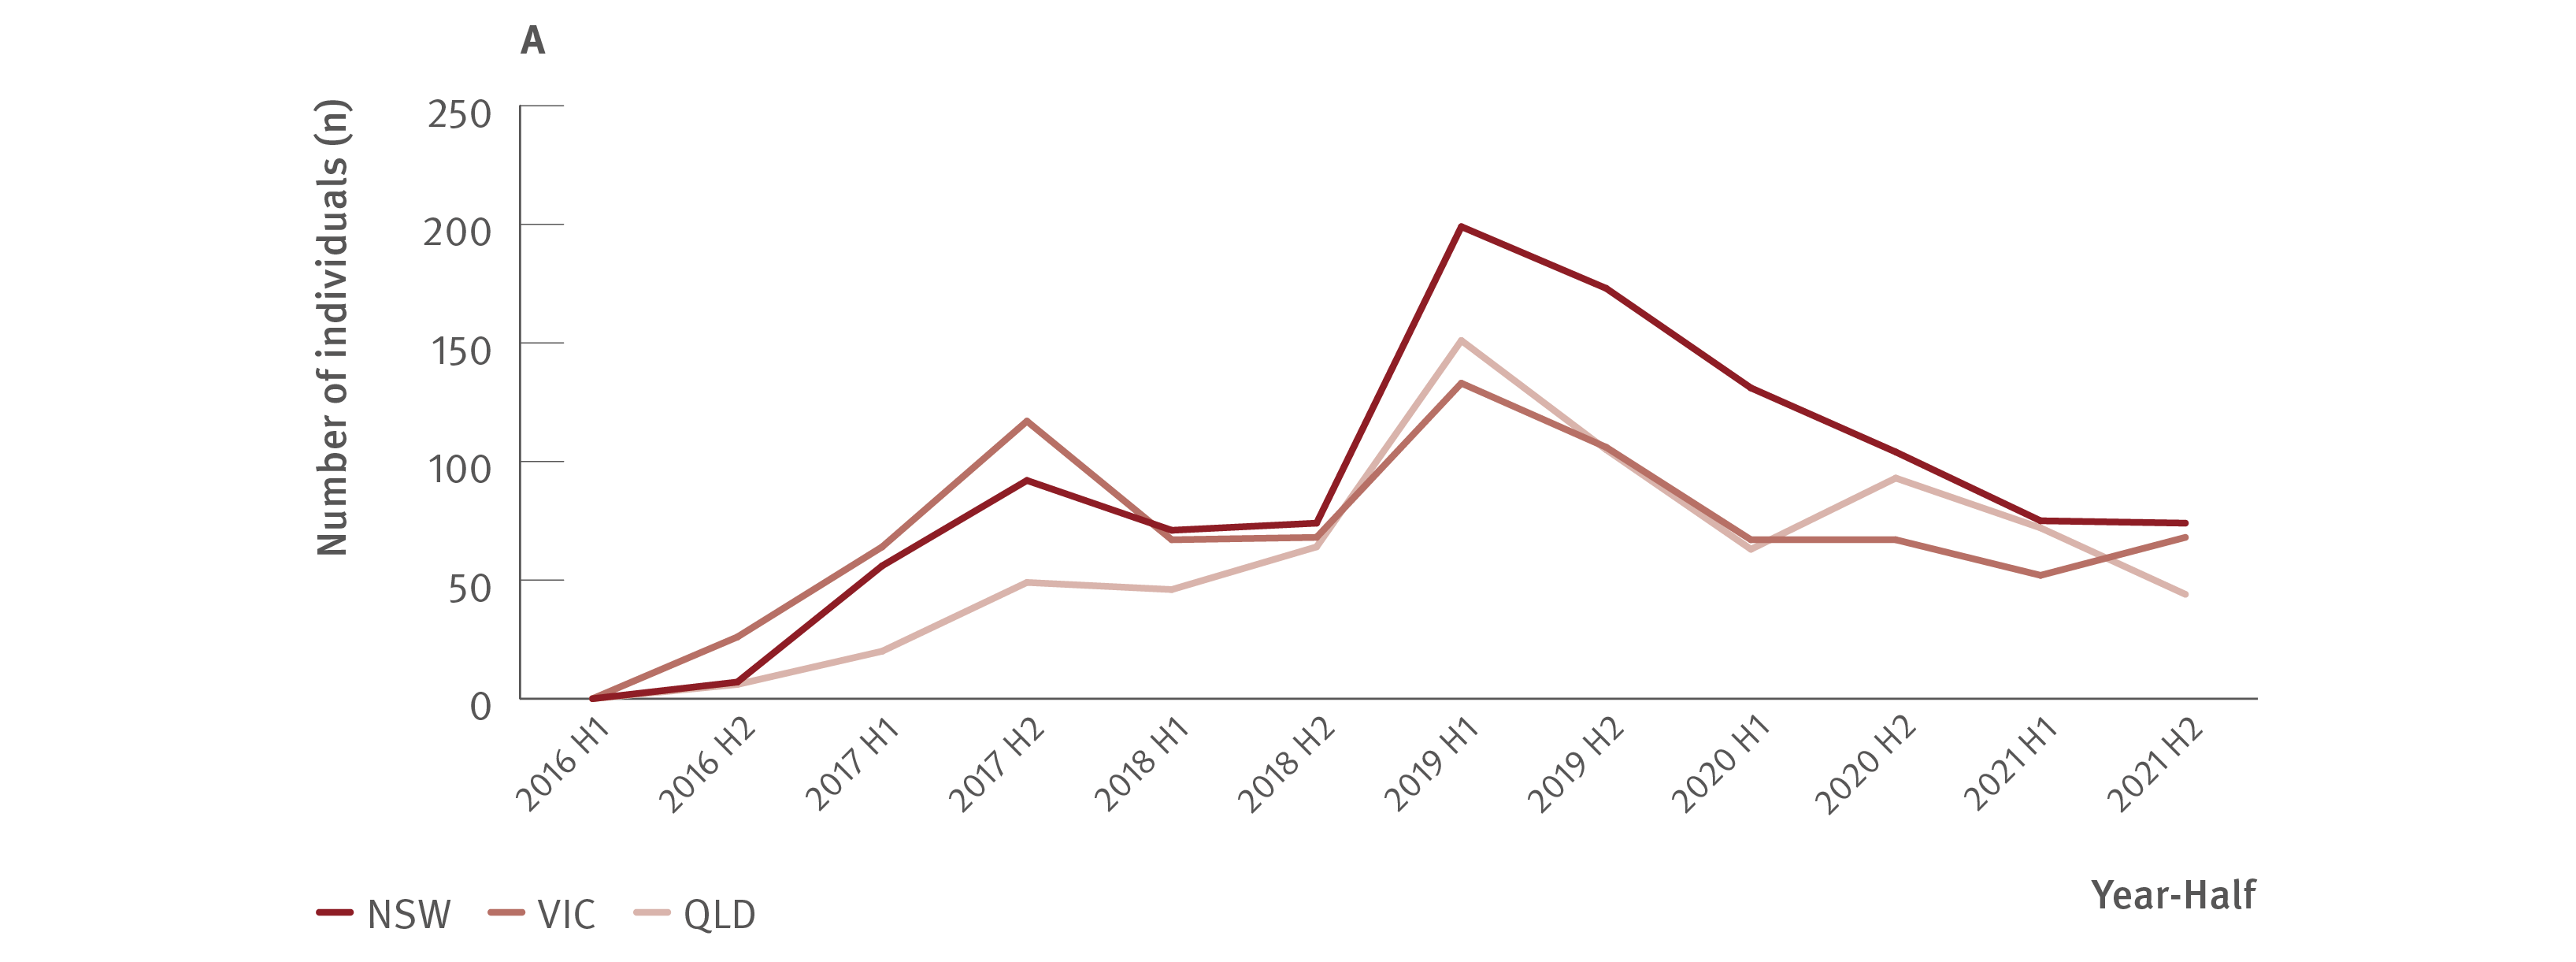 A
Number of individuals (n)
250
200
150
100
50
0
2016 H1
2016 H2
2017 H1
2017 H2
2018 H1
2018 H2
2019 H1
2019 H2
2020 H1
2020 H2
2021 H1
2021 H2
Year-Half
NSW VIC QLD